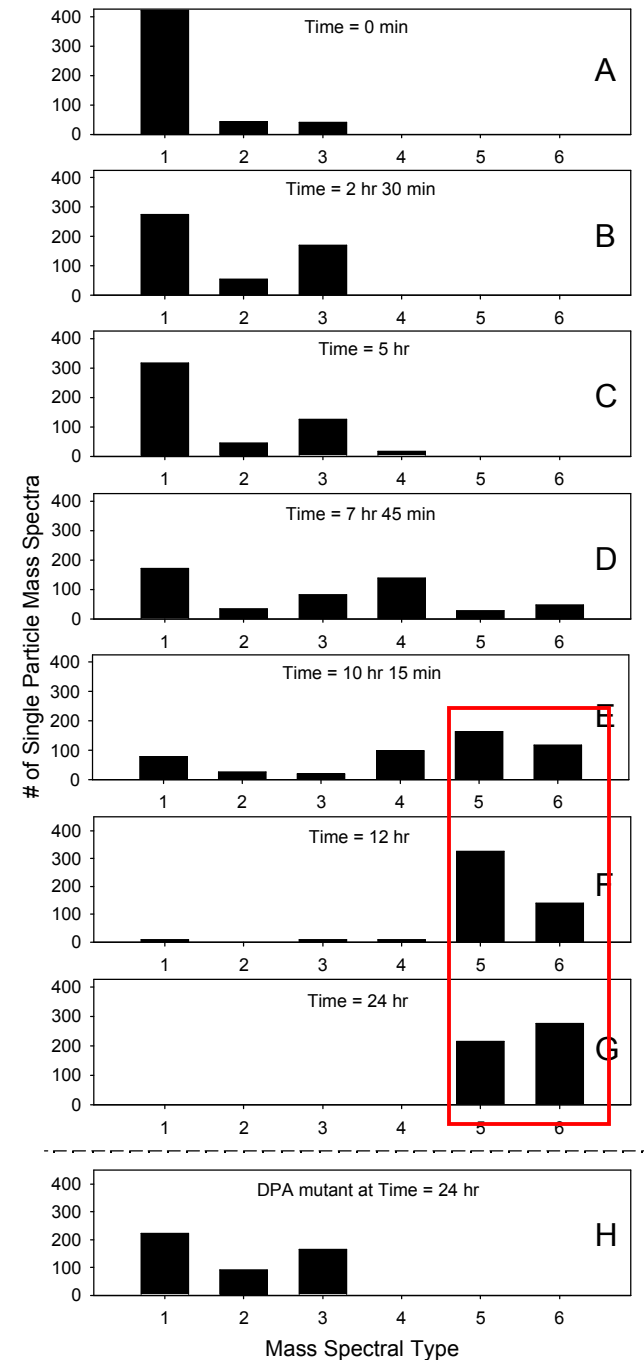 # of Single Particle Mass Spectra
400
Time = 0 min
300
A
200
100
0
1 2 3 4 5 6
400
Time = 2 hr 30 min
300
B
200
100
0
1 2 3 4 5 6
400
Time = 5 hr
300
C
200
100
0
1 2 3 4 5 6
400
Time = 7 hr 45 min
300
D
200
100
0
1 2 3 4 5 6
400
Time = 10 hr 15 min
300
E
200
100
0
1 2 3 4 5 6
400
Time = 12 hr
300
F
200
100
0
1 2 3 4 5 6
400
Time = 24 hr
300
G
200
100
0
1 2 3 4 5 6
400
DPA mutant at Time = 24 hr
300
H
200
100
0
1 2 3 4 5 6
Mass Spectral Type